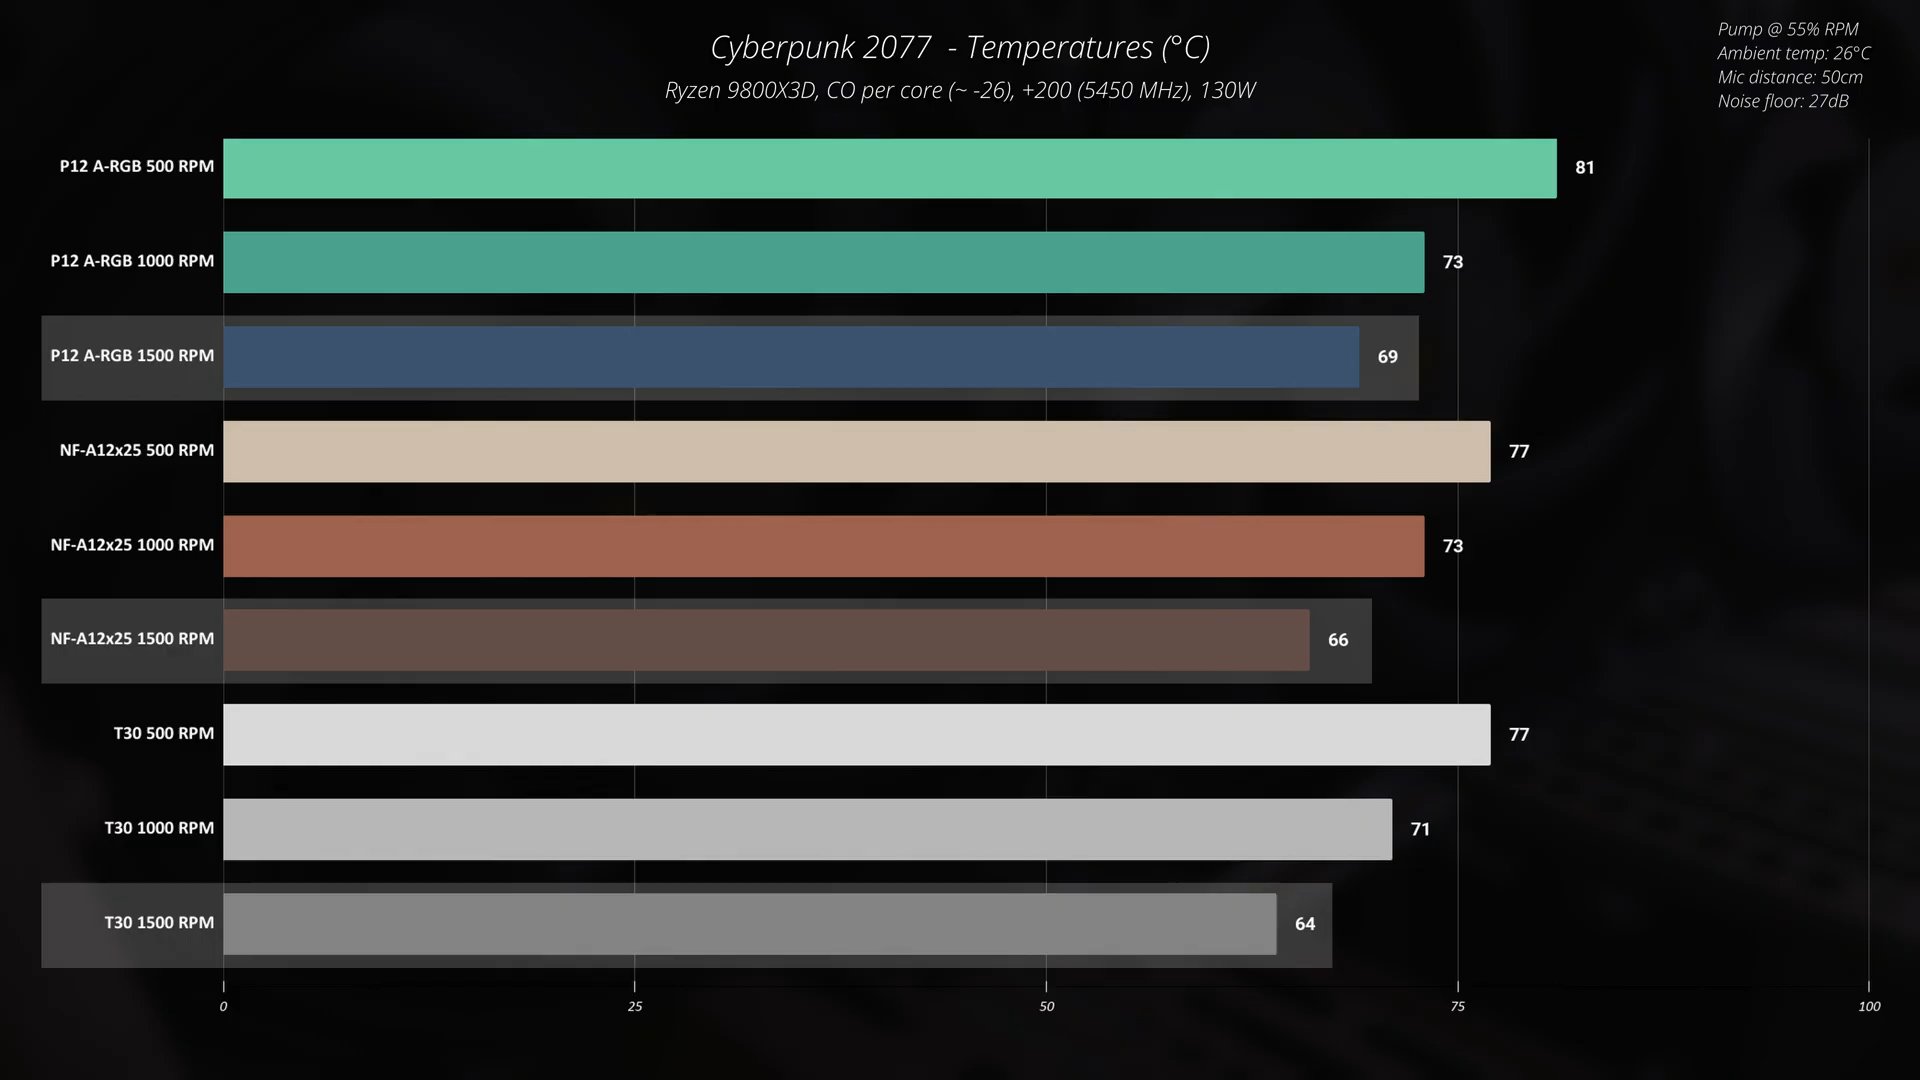 Cyberpunk 2077 - Temperatures (°C)
Ryzen 9800X3D, CO per core (~ -26), +200 (5450 MHz), 130W
Pump @ 55% RPM
Ambient temp: 26°C
Mic distance: 50cm
Noise floor: 27dB
P12 A-RGB 500 RPM 81
P12 A-RGB 1000 RPM 73
P12 A-RGB 1500 RPM 69
NF-A12x25 500 RPM 77
NF-A12x25 1000 RPM 73
NF-A12x25 1500 RPM 66
T30 500 RPM 77
T30 1000 RPM 71
T30 1500 RPM 64
0 25 50 75 100